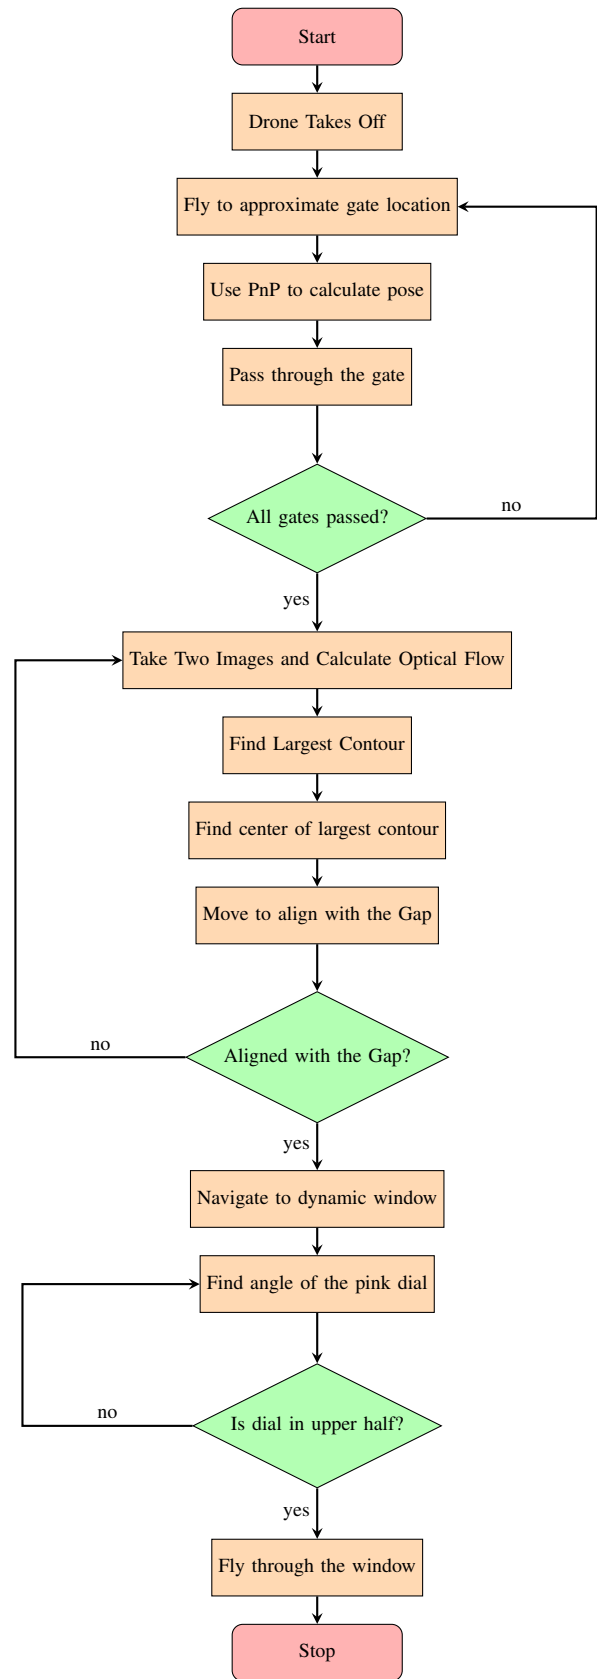 Start
Drone Takes Off
Fly to approximate gate location
Use PnP to calculate pose
Pass through the gate
All gates passed?
no
yes
Take Two Images and Calculate Optical Flow
Find Largest Contour
Find center of largest contour
Move to align with the Gap
no
Aligned with the Gap?
yes
Navigate to dynamic window
Find angle of the pink dial
no
Is dial in upper half?
yes
Fly through the window
Stop